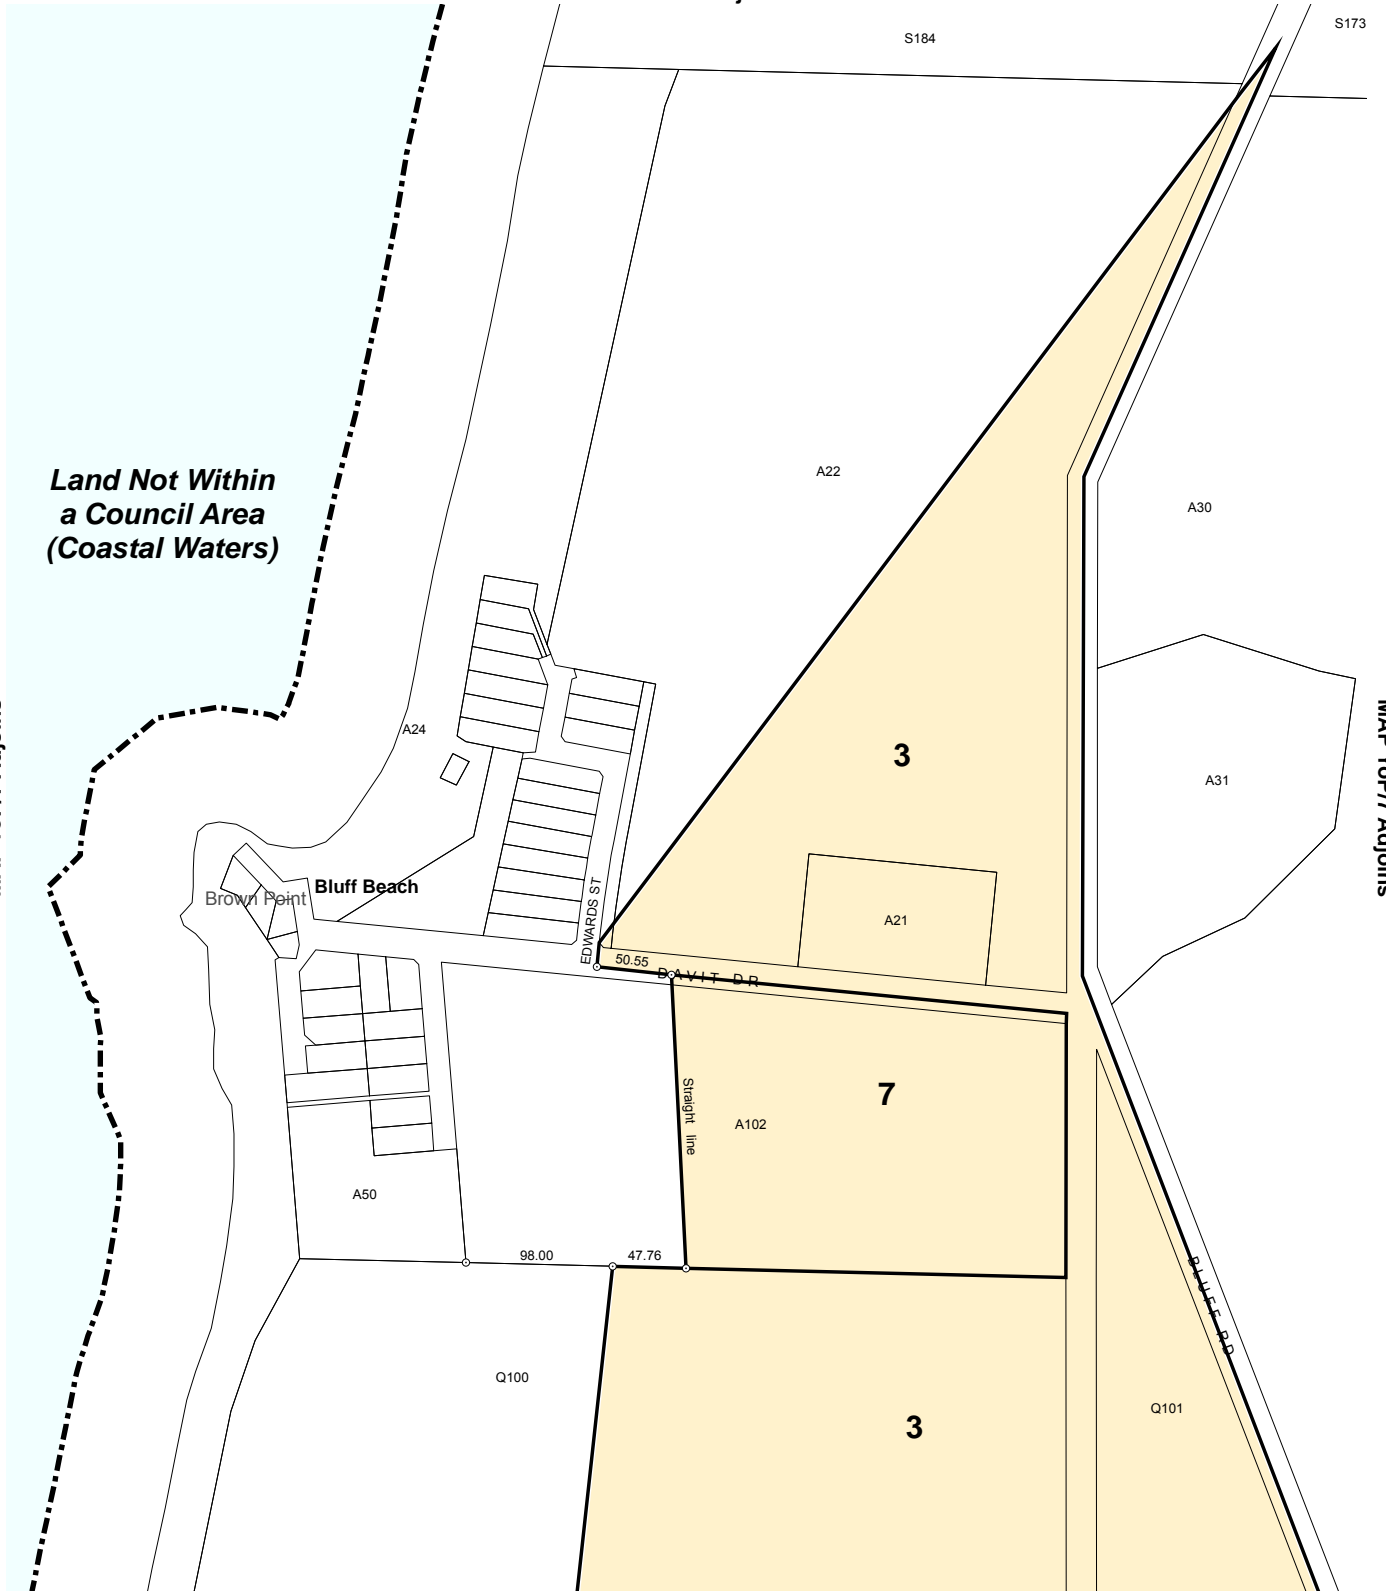 S173
S184
A22
Land Not Within
a Council Area
(Coastal Waters)
A30
A24
3
A31
MAP Adjoins
Bluff Beach
Brown Point
EDWARDS ST
A21
50.55
DAVIT DR
7
Straight line
A102
A50
98.00
47.76
BLUFF RD
Q100
Q101
3